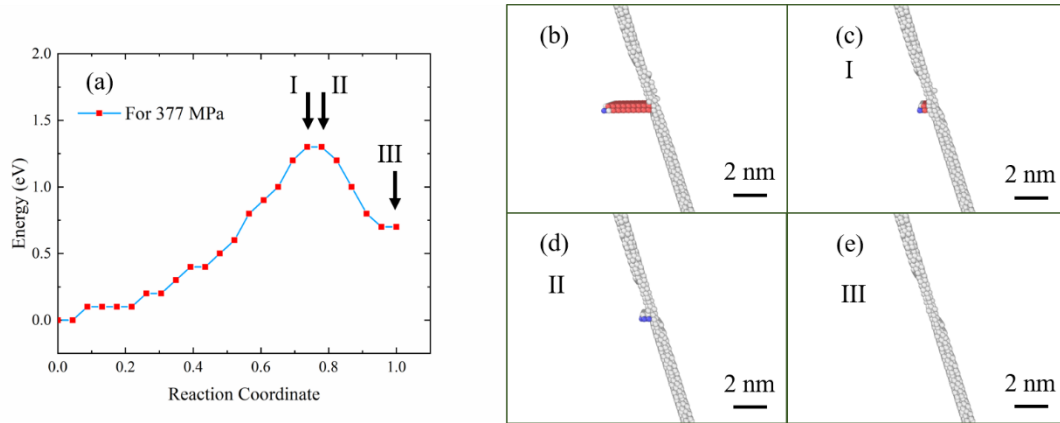 (a)
I II
III
For 377 MPa
2.0
1.5
1.0
0.5
0.0
Energy (eV)
0.0 0.2 0.4 0.6 0.8 1.0
Reaction Coordinate
(b)
2 nm
(c)
I
2 nm
(d)
II
2 nm
(e)
III
2 nm